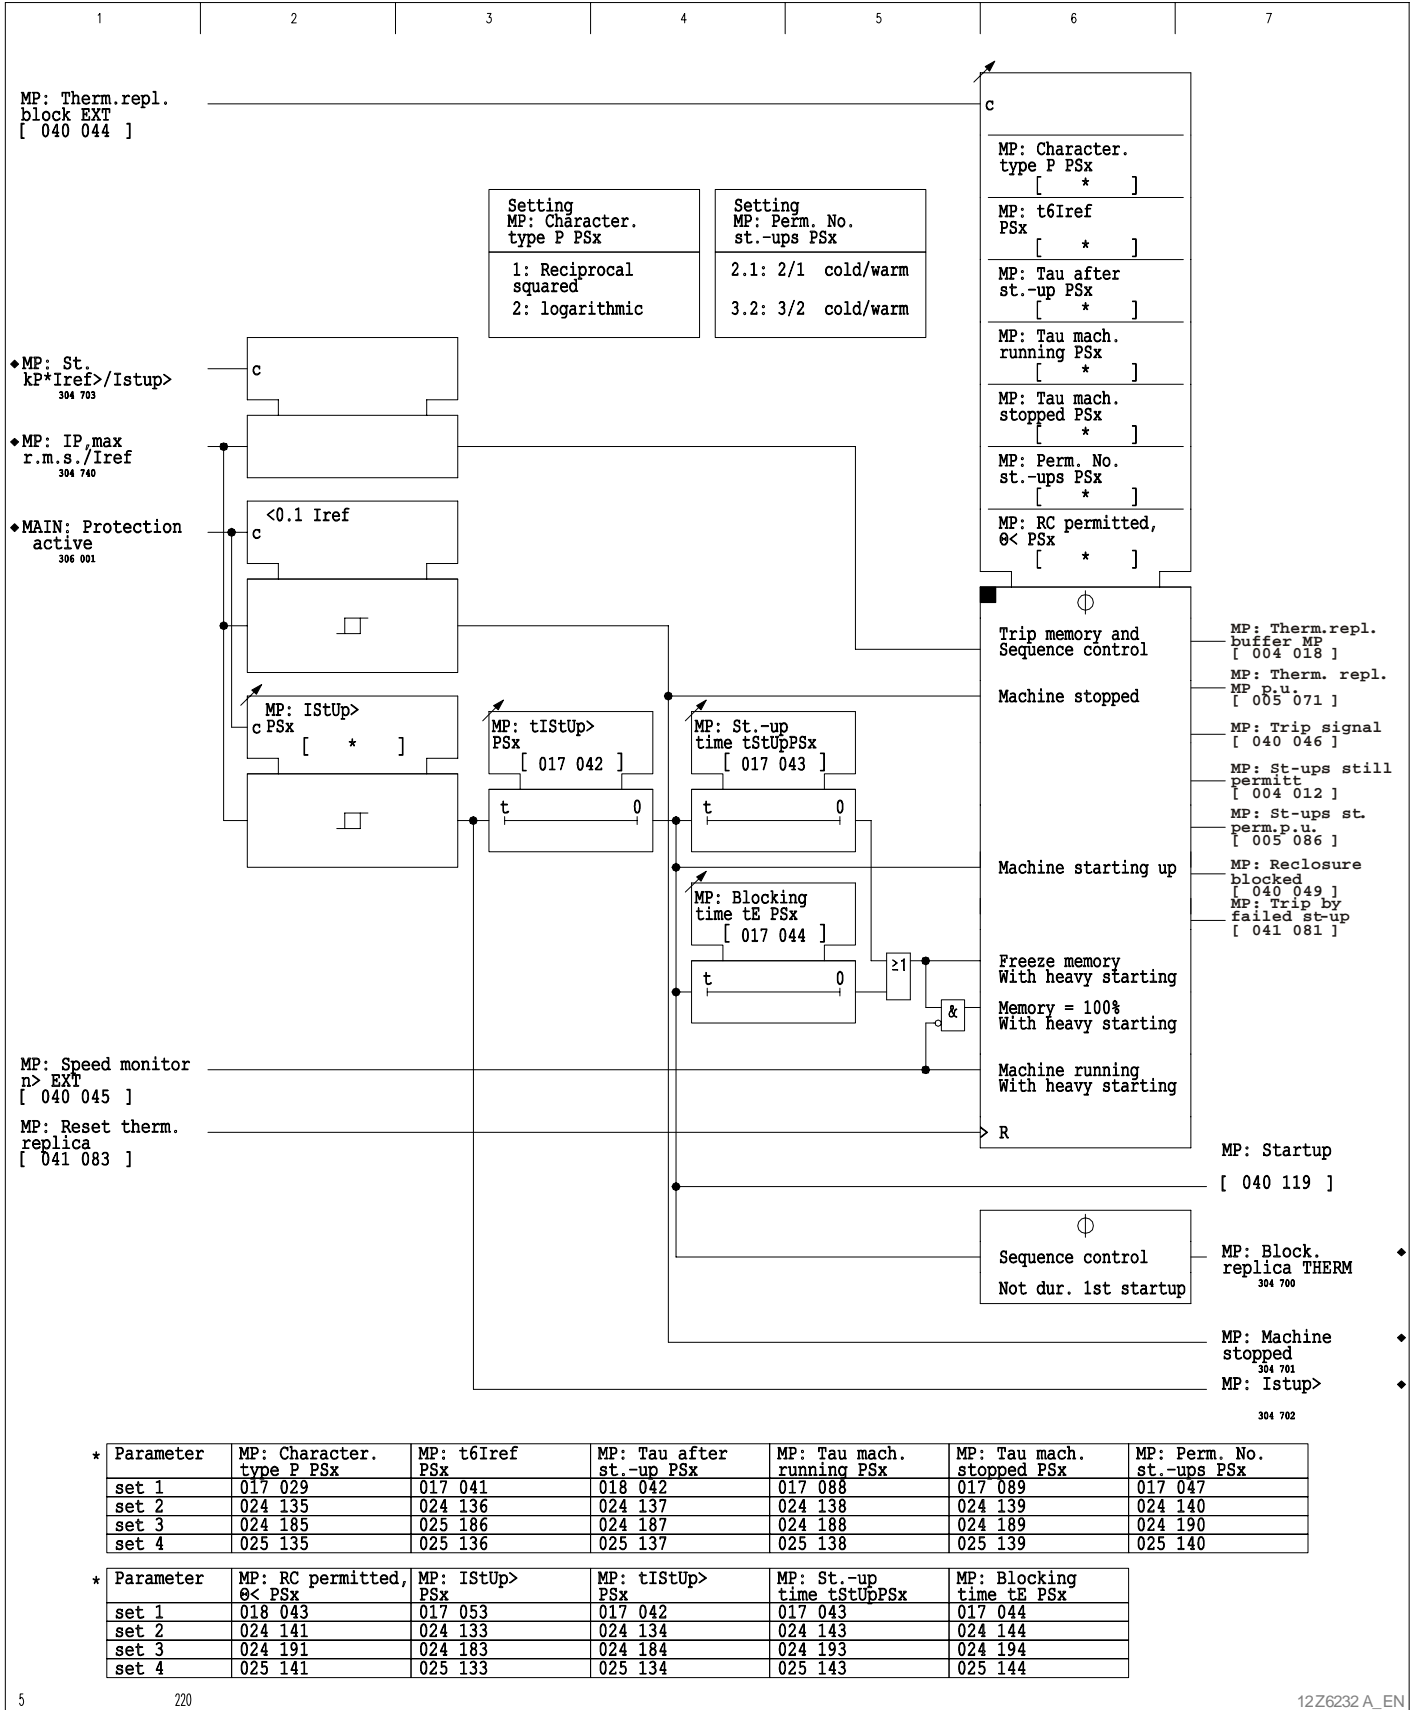 1 2 3 4 5 6 7
MP: Therm.repl.
block EXT
[ 040 044 ]
c
MP: Character.
type P PSx
[ * ]
MP: t6Iref
PSx
[ * ]
MP: Tau after
st.-up PSx
[ * ]
MP: Tau mach.
running PSx
[ * ]
MP: Tau mach.
stopped PSx
[ * ]
MP: Perm. No.
st.-ups PSx
[ * ]
MP: RC permitted,
Θ< PSx
[ * ]
Setting
MP: Character.
type P PSx
1: Reciprocal
squared
2: logarithmic
Setting
MP: Perm. No.
st.-ups PSx
2.1: 2/1 cold/warm
3.2: 3/2 cold/warm
◆MP: St.
kP*Iref>/Istup>
304 703
c
◆MP: IP,max
r.m.s./Iref
304 740
◆MAIN: Protection
active
306 001
<0.1 Iref
c
MP: IStUp>
c PSx
[ * ]
MP: tIStUp>
PSx
[ 017 042 ]
t 0
MP: St.-up
time tStUpPSx
[ 017 043 ]
t 0
MP: Blocking
time tE PSx
[ 017 044 ]
t 0
≥1
&
ϕ
Trip memory and
Sequence control
Machine stopped
Machine starting up
Freeze memory
With heavy starting
Memory = 100%
With heavy starting
Machine running
With heavy starting
R
MP: Therm.repl.
buffer MP
[ 004 018 ]
MP: Therm. repl.
MP p.u.
[ 005 071 ]
MP: Trip signal
[ 040 046 ]
MP: St-ups still
permitt
[ 004 012 ]
MP: St-ups st.
perm.p.u.
[ 005 086 ]
MP: Reclosure
blocked
[ 040 049 ]
MP: Trip by
failed st-up
[ 041 081 ]
MP: Speed monitor
n> EXT
[ 040 045 ]
MP: Reset therm.
replica
[ 041 083 ]
MP: Startup
[ 040 119 ]
ϕ
Sequence control
Not dur. 1st startup
MP: Block. ◆
replica THERM
304 700
MP: Machine ◆
stopped
304 701
MP: Istup> ◆
304 702
* Parameter MP: Character. MP: t6Iref MP: Tau after MP: Tau mach. MP: Tau mach. MP: Perm. No.
type P PSx PSx st.-up PSx running PSx stopped PSx st.-ups PSx
set 1 017 029 017 041 018 042 017 088 017 089 017 047
set 2 024 135 024 136 024 137 024 138 024 139 024 140
set 3 024 185 025 186 024 187 024 188 024 189 024 190
set 4 025 135 025 136 025 137 025 138 025 139 025 140
* Parameter MP: RC permitted, MP: IStUp> MP: tIStUp> MP: St.-up MP: Blocking
Θ< PSx PSx PSx time tStUpPSx time tE PSx
set 1 018 043 017 053 017 042 017 043 017 044
set 2 024 141 024 133 024 134 024 143 024 144
set 3 024 191 024 183 024 184 024 193 024 194
set 4 025 141 025 133 025 134 025 143 025 144
5 220 12Z6232 A_EN